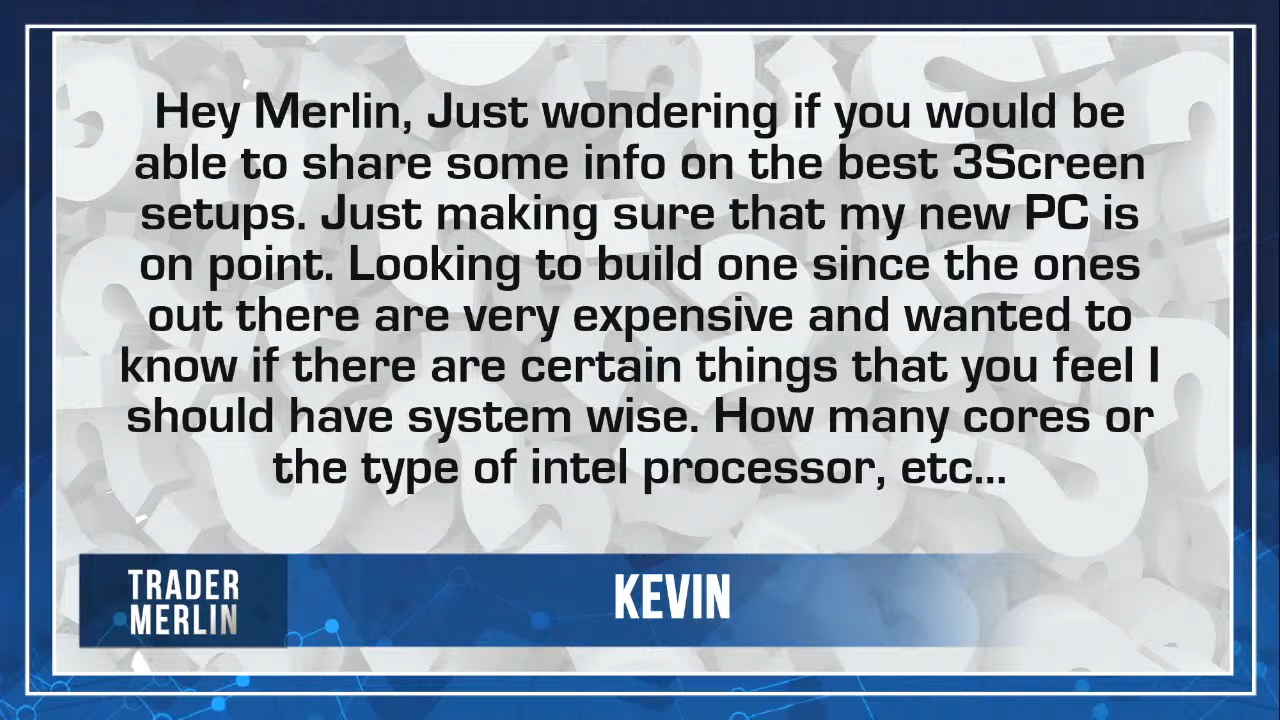 Hey Merlin, Just wondering if you would be
able to share some info on the best 3Screen
setups. Just making sure that my new PC is
on point. Looking to build one since the ones
out there are very expensive and wanted to
know if there are certain things that you feel I
should have system wise. How many cores or
the type of intel processor, etc...
TRADER
MERLIN
KEVIN